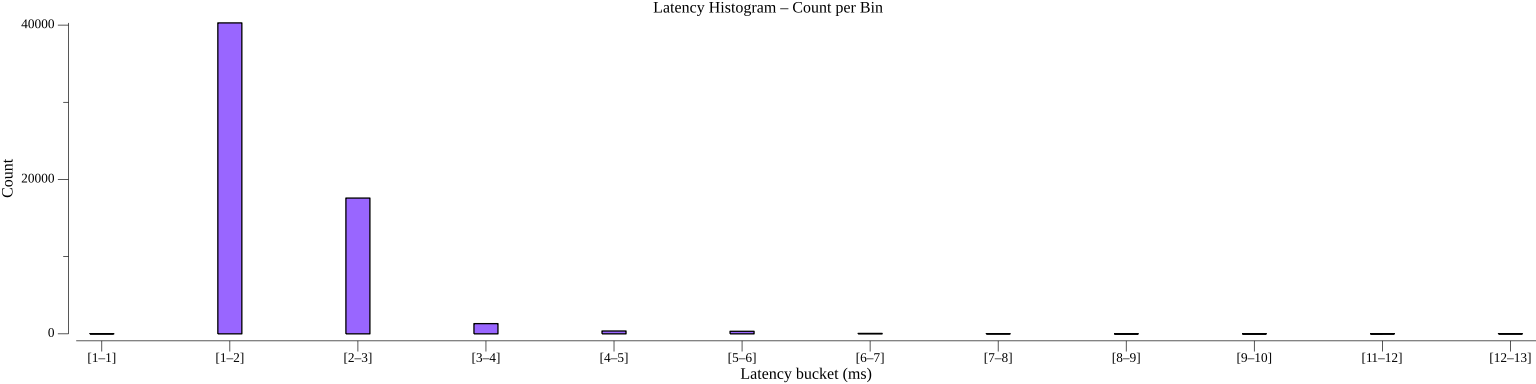 Latency Histogram – Count per Bin
40000
20000
0
Count
[1–1] [1–2] [2–3] [3–4] [4–5] [5–6] [6–7] [7–8] [8–9] [9–10] [11–12] [12–13]
Latency bucket (ms)